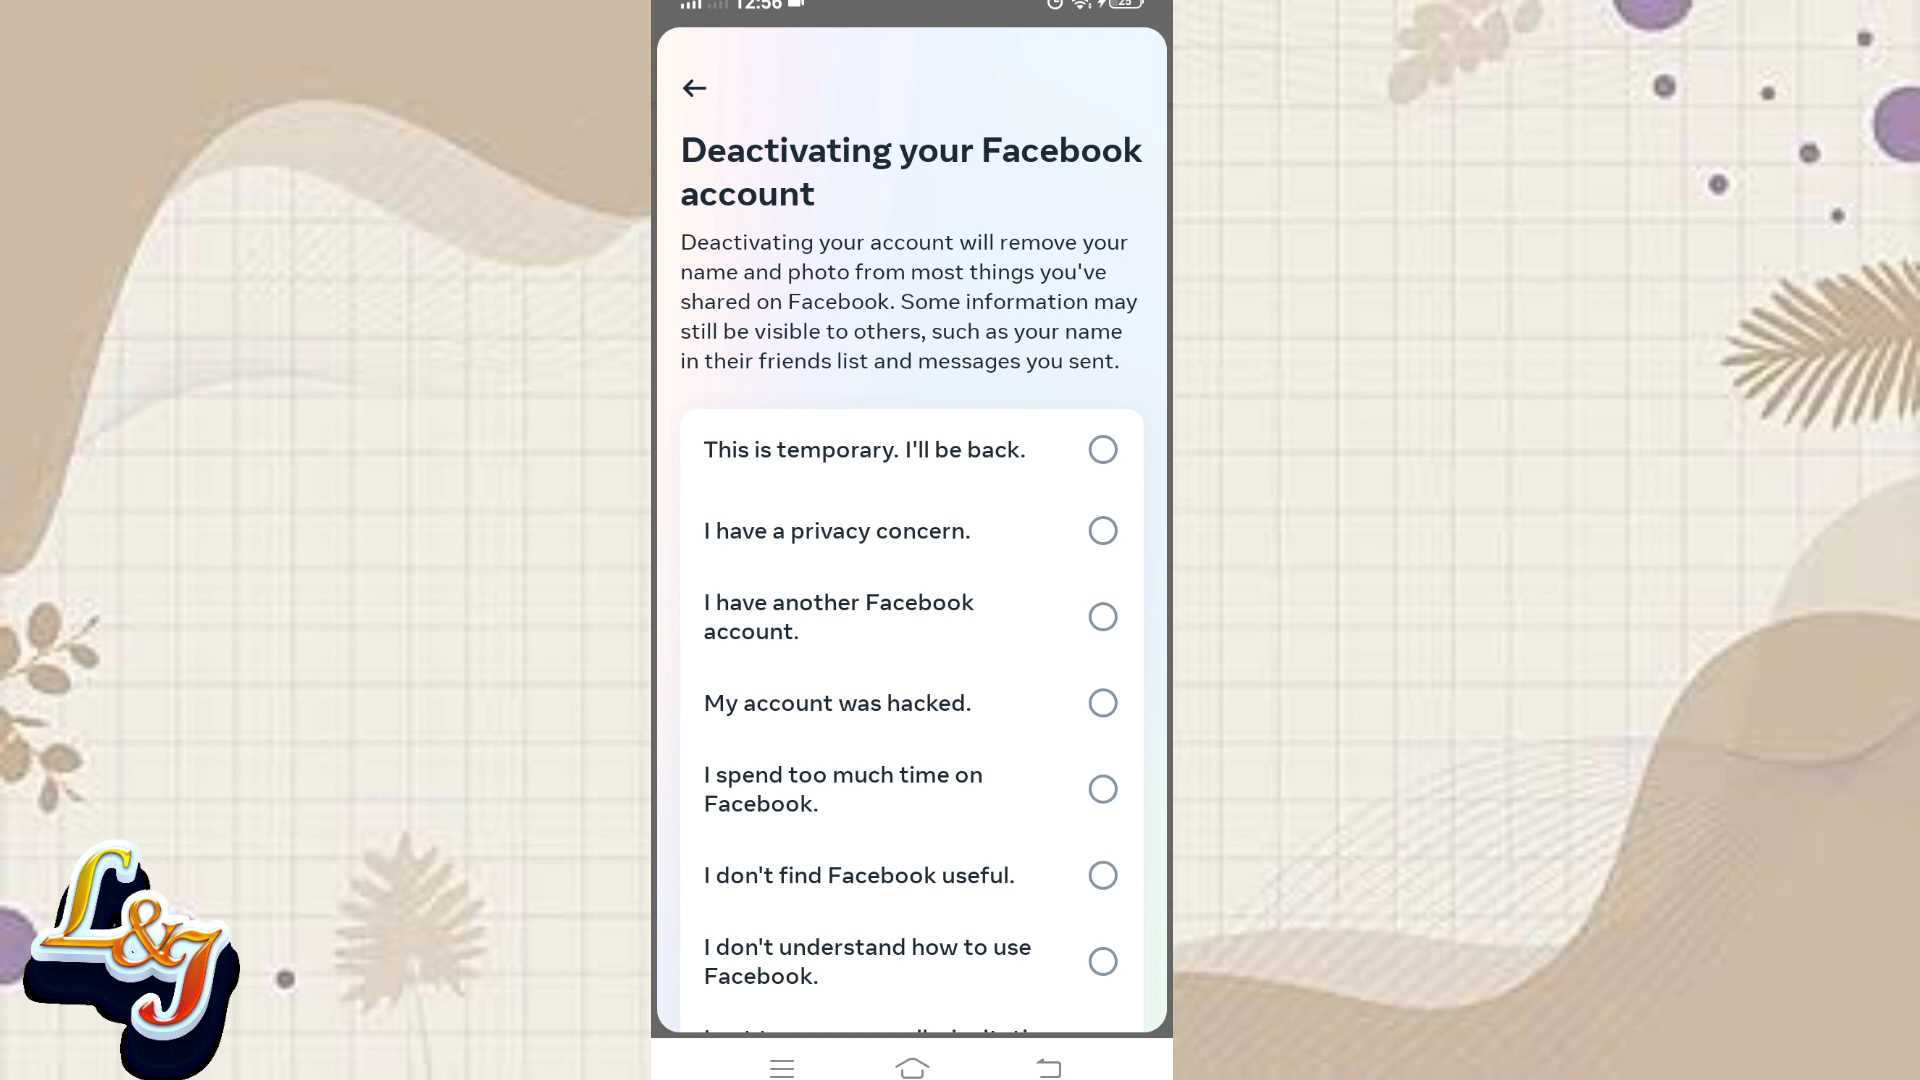 12:56
25
Deactivating your Facebook
account
Deactivating your account will remove your
name and photo from most things you've
shared on Facebook. Some information may
still be visible to others, such as your name
in their friends list and messages you sent.
This is temporary. I'll be back.
I have a privacy concern.
I have another Facebook
account.
My account was hacked.
I spend too much time on
Facebook.
I don't find Facebook useful.
I don't understand how to use
Facebook.
L&J